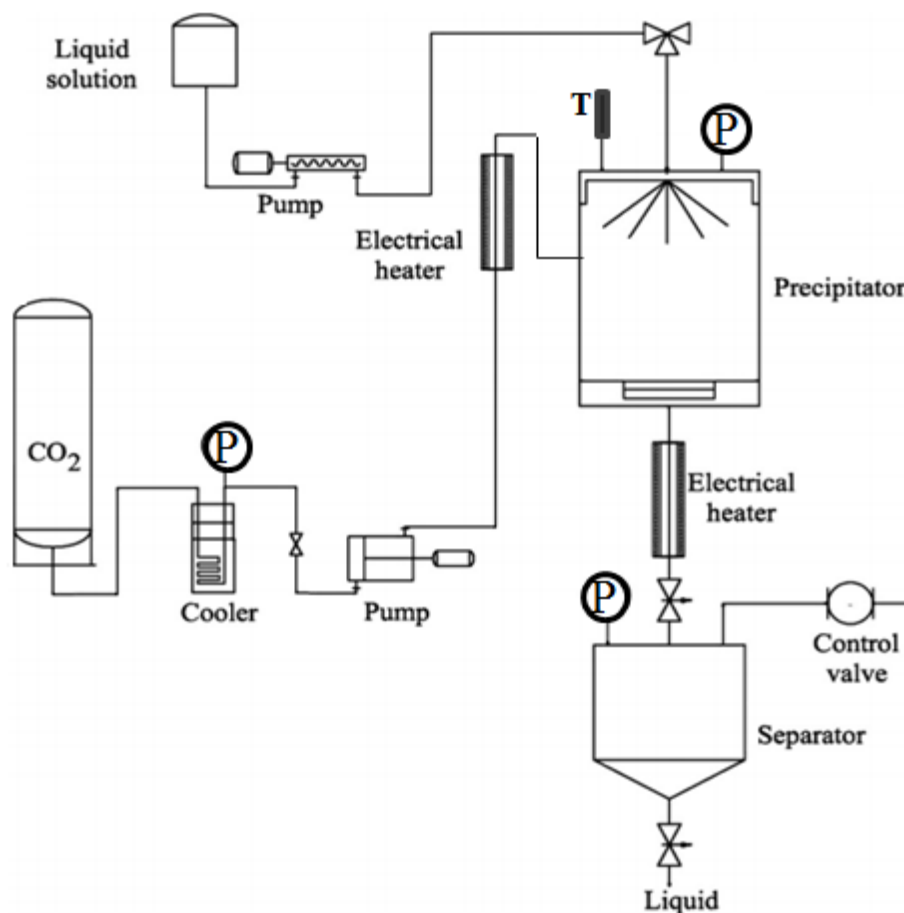 Liquid
solution
T
P
Pump
Electrical
heater
Precipitator
CO2
P
Electrical
heater
Cooler
Pump
P
Control
valve
Separator
Liquid